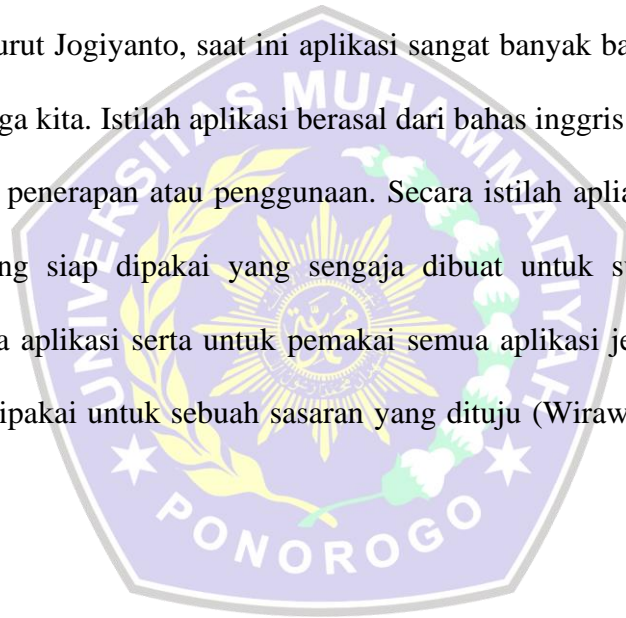 urut Jogiyanto, saat ini aplikasi sangat banyak ba
ga kita. Istilah aplikasi berasal dari bahas inggris
penerapan atau penggunaan. Secara istilah aplia
ng siap dipakai yang sengaja dibuat untuk s
a aplikasi serta untuk pemakai semua aplikasi je
ipakai untuk sebuah sasaran yang dituju (Wiraw
UNIVERSITAS MUHAMMADIYAH
PONOROGO